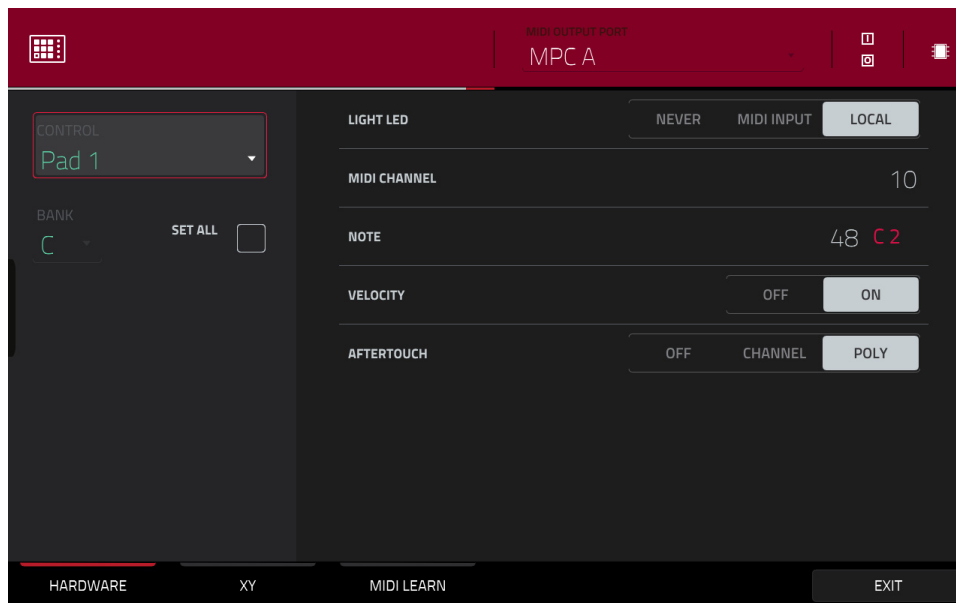 MIDI OUTPUT PORT
MPC A
CONTROL
Pad 1
BANK
C
SET ALL
LIGHT LED
NEVER MIDI INPUT LOCAL
MIDI CHANNEL
10
NOTE
48 C 2
VELOCITY
OFF ON
AFTERTOUCH
OFF CHANNEL POLY
HARDWARE XY MIDI LEARN EXIT